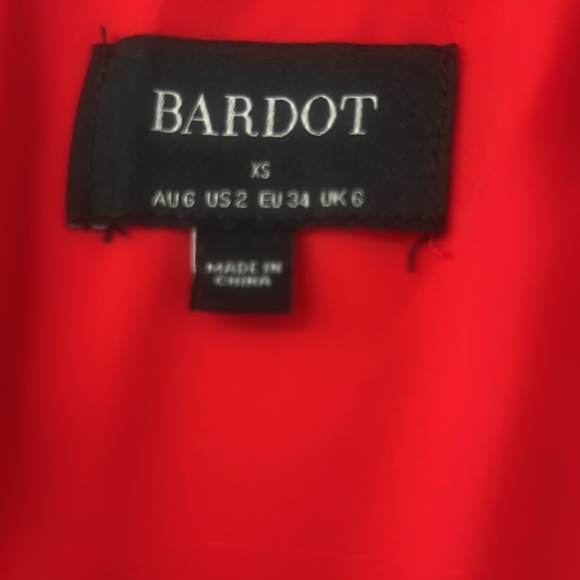 BARDOT
XS
AU 6 US 2 EU 34 UK 6
MADE IN
CHINA